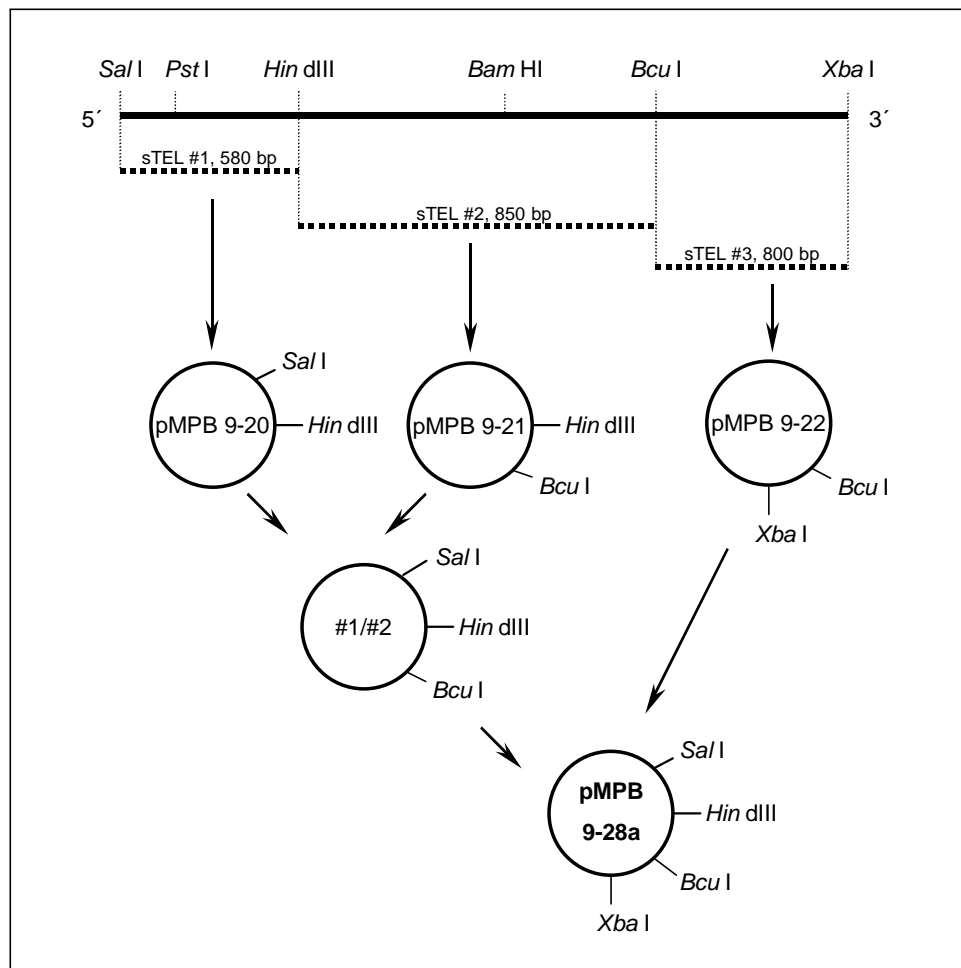 Sal I Pst I Hin dIII Bam HI Bcu I Xba I
5´ 3´
sTEL #1, 580 bp
sTEL #2, 850 bp
sTEL #3, 800 bp
Sal I
pMPB 9-20 Hin dIII
pMPB 9-21 Hin dIII
Bcu I
pMPB 9-22
Bcu I
Xba I
Sal I
#1/#2 Hin dIII
Bcu I
Sal I
pMPB
9-28a
Hin dIII
Bcu I
Xba I